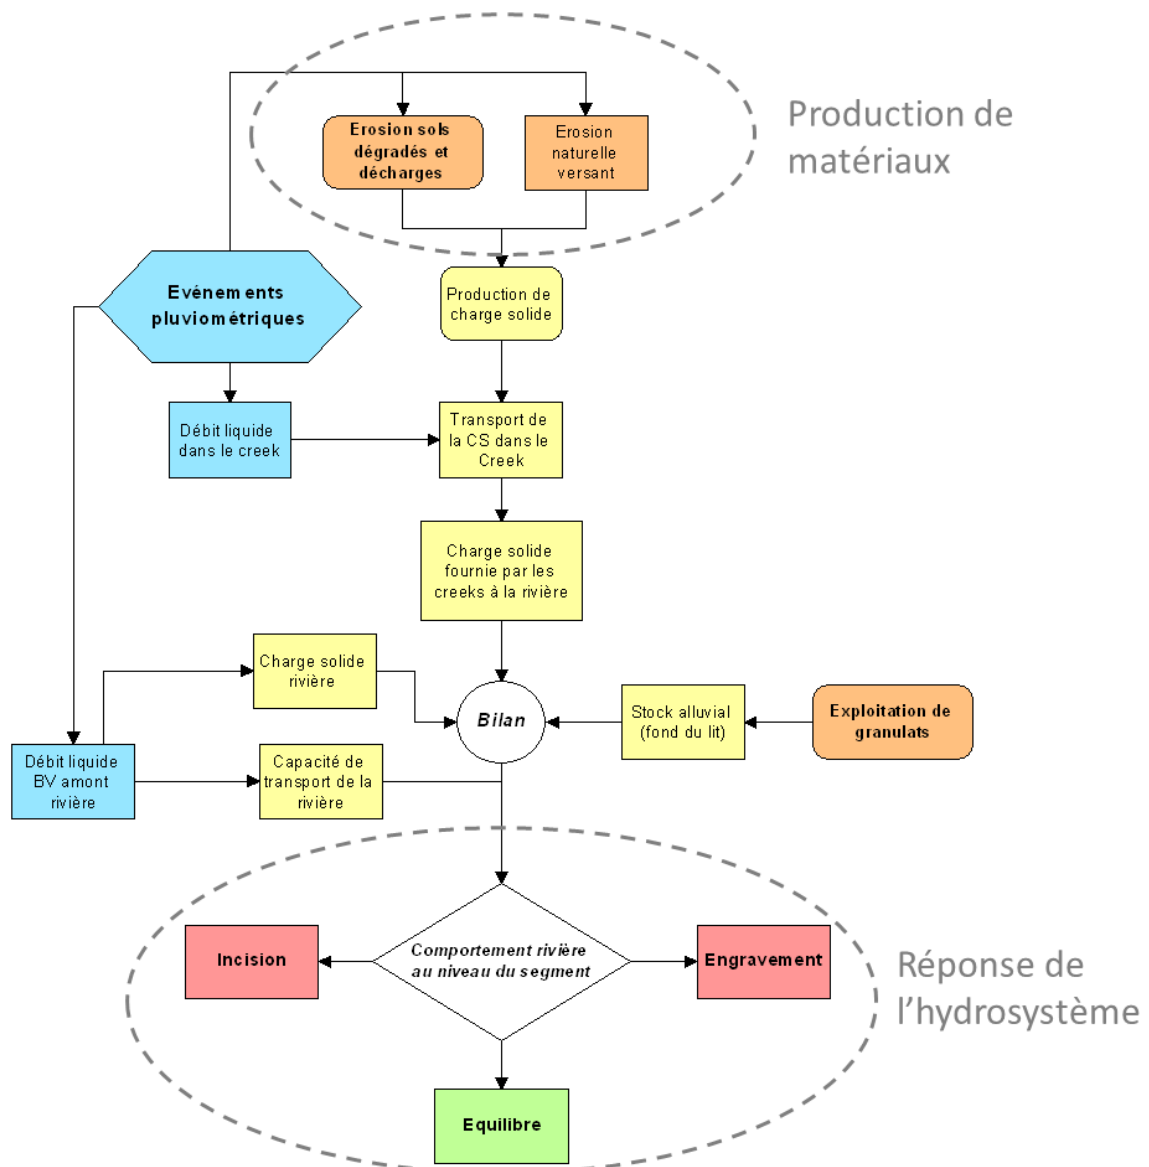 Production de
matériaux
Erosion sols
dégradés et
décharges
Erosion
naturelle
versant
Evénements
pluviométriques
Production de
charge solide
Débit liquide
dans le creek
Transport de
la CS dans le
Creek
Charge solide
fournie par les
creeks à la rivière
Charge solide
rivière
Bilan
Stock alluvial
(fond du lit)
Exploitation de
granulats
Débit liquide
BV amont
rivière
Capacité de
transport de la
rivière
Incision
Comportement rivière
au niveau du segment
Engravement
Réponse de
l’hydrosystème
Equilibre